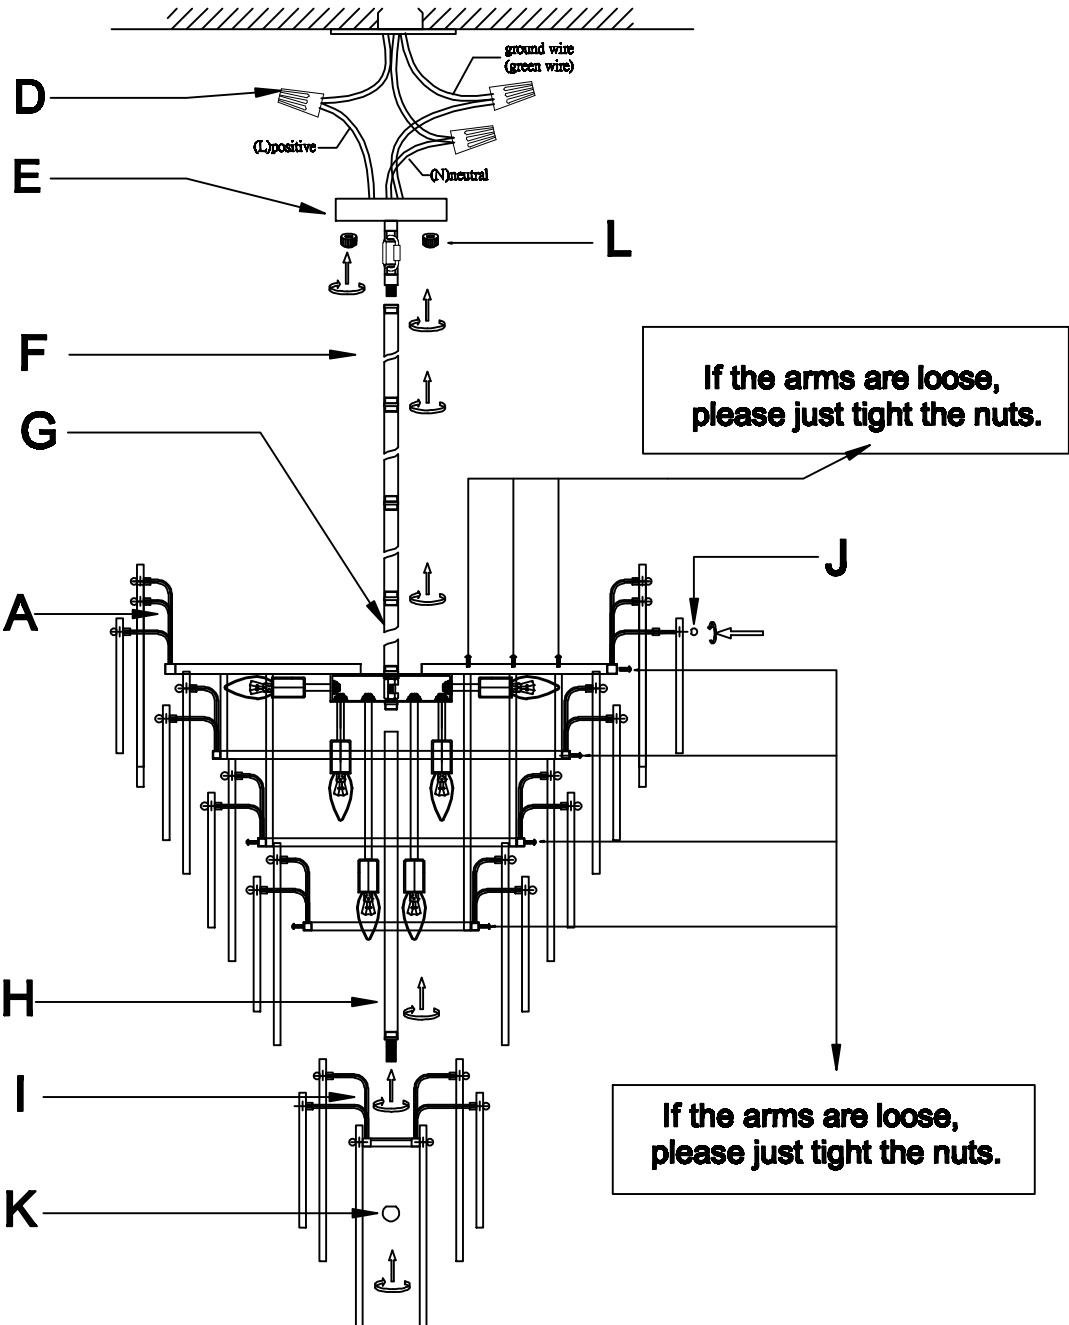 ground wire
(green wire)
D
(L)positive
(N)neutral
E
L
F
If the arms are loose,
please just tight the nuts.
G
J
A
H
I
If the arms are loose,
please just tight the nuts.
K